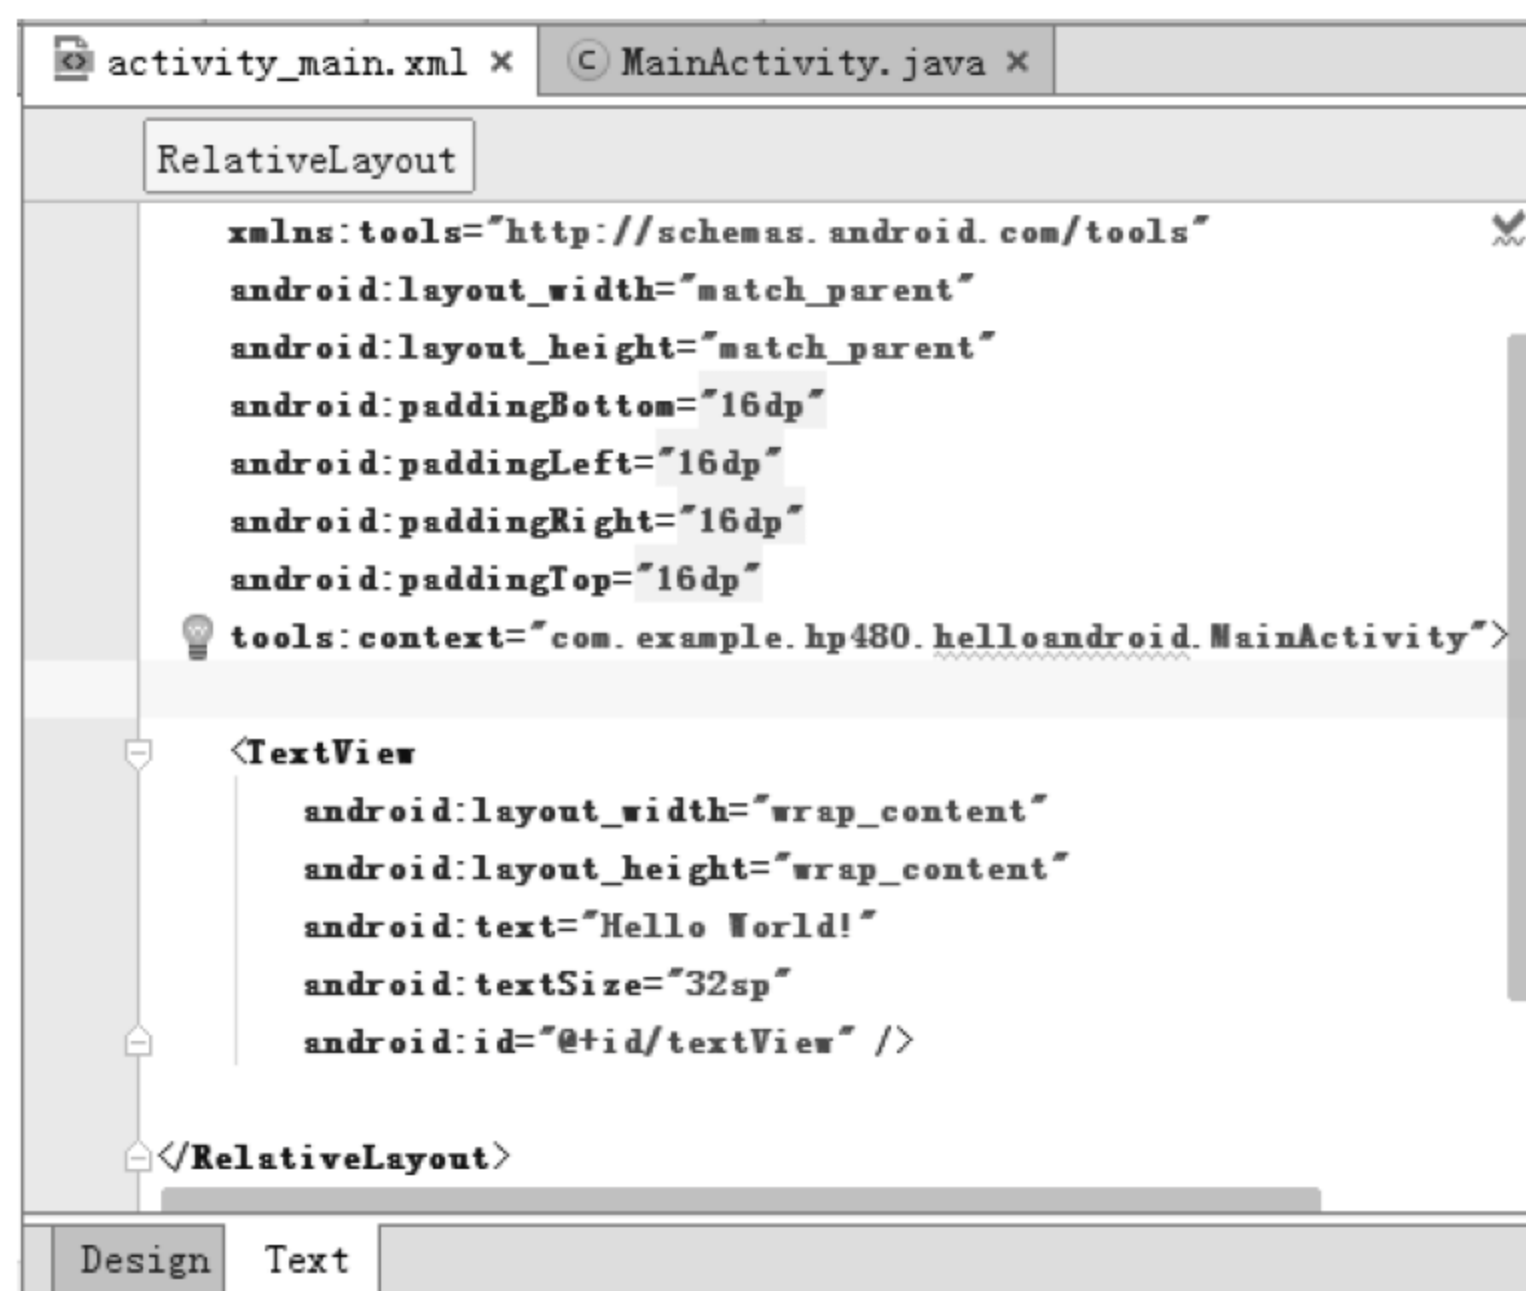 activity_main.xml × MainActivity.java ×
RelativeLayout
xmlns:tools="http://schemas.android.com/tools"
android:layout_width="match_parent"
android:layout_height="match_parent"
android:paddingBottom="16dp"
android:paddingLeft="16dp"
android:paddingRight="16dp"
android:paddingTop="16dp"
tools:context="com.example.hp480.helloandroid.MainActivity">
<TextView
android:layout_width="wrap_content"
android:layout_height="wrap_content"
android:text="Hello World!"
android:textSize="32sp"
android:id="@+id/textView" />
</RelativeLayout>
Design Text